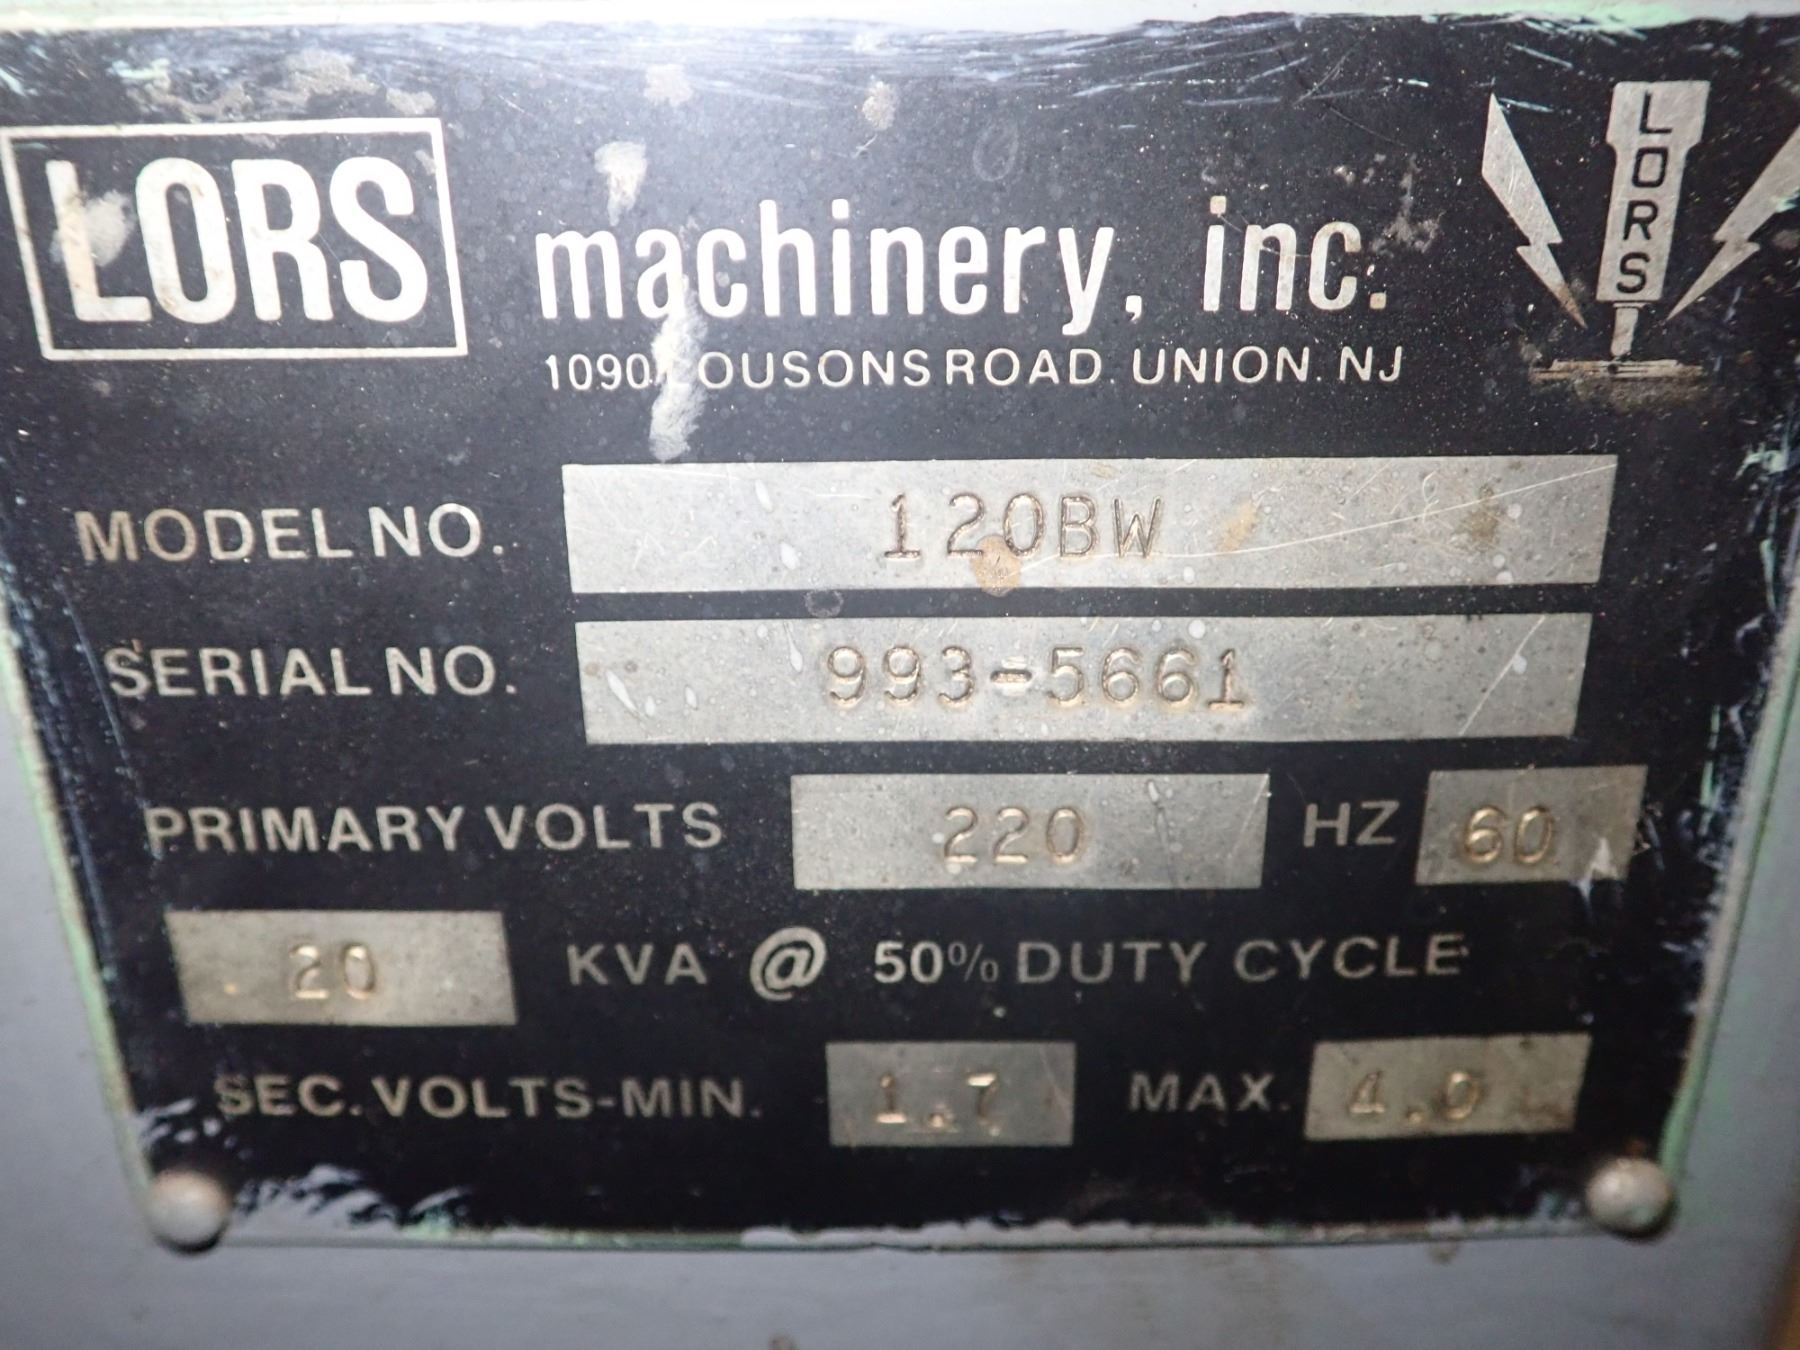 LORS machinery, inc.
LORS
1090 LOUSONS ROAD. UNION. NJ
MODEL NO. 120BW
SERIAL NO. 993-5661
PRIMARY VOLTS 220 HZ 60
20 KVA @ 50% DUTY CYCLE
SEC. VOLTS-MIN. 1.7 MAX. 4.0